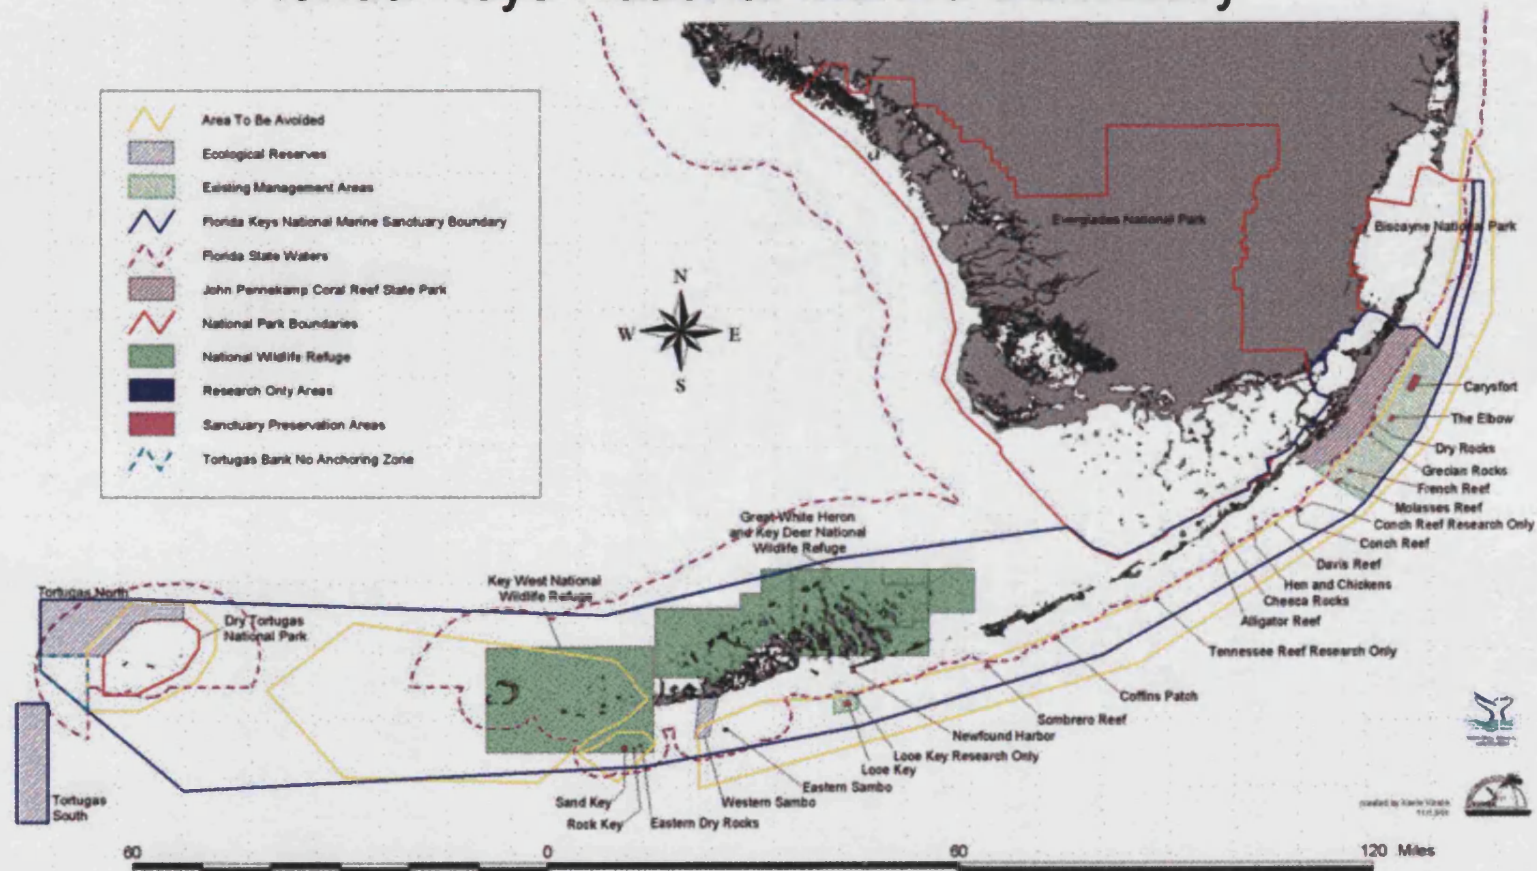 Area To Be Avoided
Ecological Reserves
Existing Management Areas
Florida Keys National Marine Sanctuary Boundary
Florida State Waters
John Pennekamp Coral Reef State Park
National Park Boundaries
National Wildlife Refuge
Research Only Areas
Sanctuary Preservation Areas
Tortugas Bank No Anchoring Zone
N
W
E
S
Everglades National Park
Biscayne National Park
Carysfort
The Elbow
Dry Rocks
Grecian Rocks
French Reef
Molasses Reef
Conch Reef Research Only
Conch Reef
Davis Reef
Hen and Chickens
Cheeca Rocks
Alligator Reef
Tennessee Reef Research Only
Coffins Patch
Sombrero Reef
Newfound Harbor
Looe Key Research Only
Looe Key
Eastern Sambo
Western Sambo
Eastern Dry Rocks
Rock Key
Sand Key
Great White Heron
and Key Deer National
Wildlife Refuge
Key West National
Wildlife Refuge
Tortugas North
Dry Tortugas
National Park
Tortugas
South
60
0
60
120 Miles